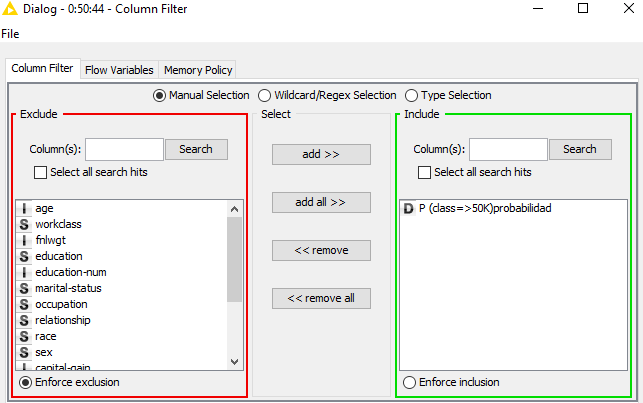 Dialog - 0:50:44 - Column Filter
File
Column Filter Flow Variables Memory Policy
Manual Selection Wildcard/Regex Selection Type Selection
Exclude
Column(s): Search
Select all search hits
I age
S workclass
I fnlwgt
S education
I education-num
S marital-status
S occupation
S relationship
S race
S sex
I capital-gain
Enforce exclusion
Select
add >>
add all >>
<< remove
<< remove all
Include
Column(s): Search
Select all search hits
D P (class=>50K)probabilidad
Enforce inclusion